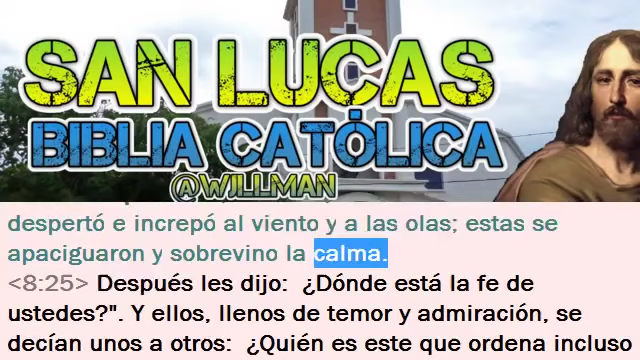 SAN LUCAS
BIBLIA CATÓLICA
@WILLMAN
despertó e increpó al viento y a las olas; estas se
apaciguaron y sobrevino la calma.
<8:25> Después les dijo:  ¿Dónde está la fe de
ustedes?". Y ellos, llenos de temor y admiración, se
decían unos a otros:  ¿Quién es este que ordena incluso